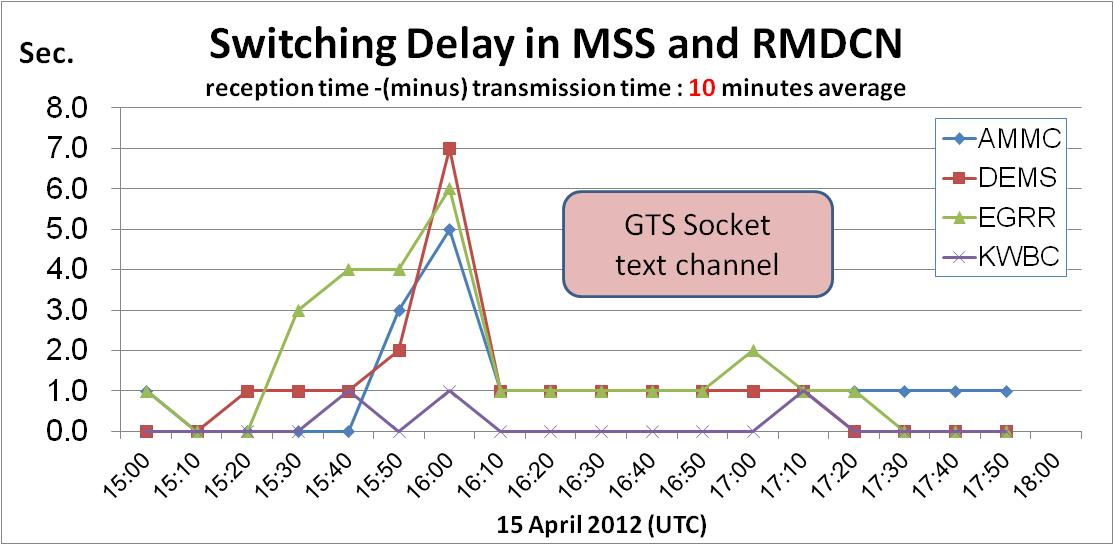 Sec.
Switching Delay in MSS and RMDCN
reception time -(minus) transmission time : 10 minutes average
8.0
7.0
6.0
5.0
4.0
3.0
2.0
1.0
0.0
AMMC
DEMS
EGRR
KWBC
GTS Socket
text channel
15:00
15:10
15:20
15:30
15:40
15:50
16:00
16:10
16:20
16:30
16:40
16:50
17:00
17:10
17:20
17:30
17:40
17:50
18:00
15 April 2012 (UTC)